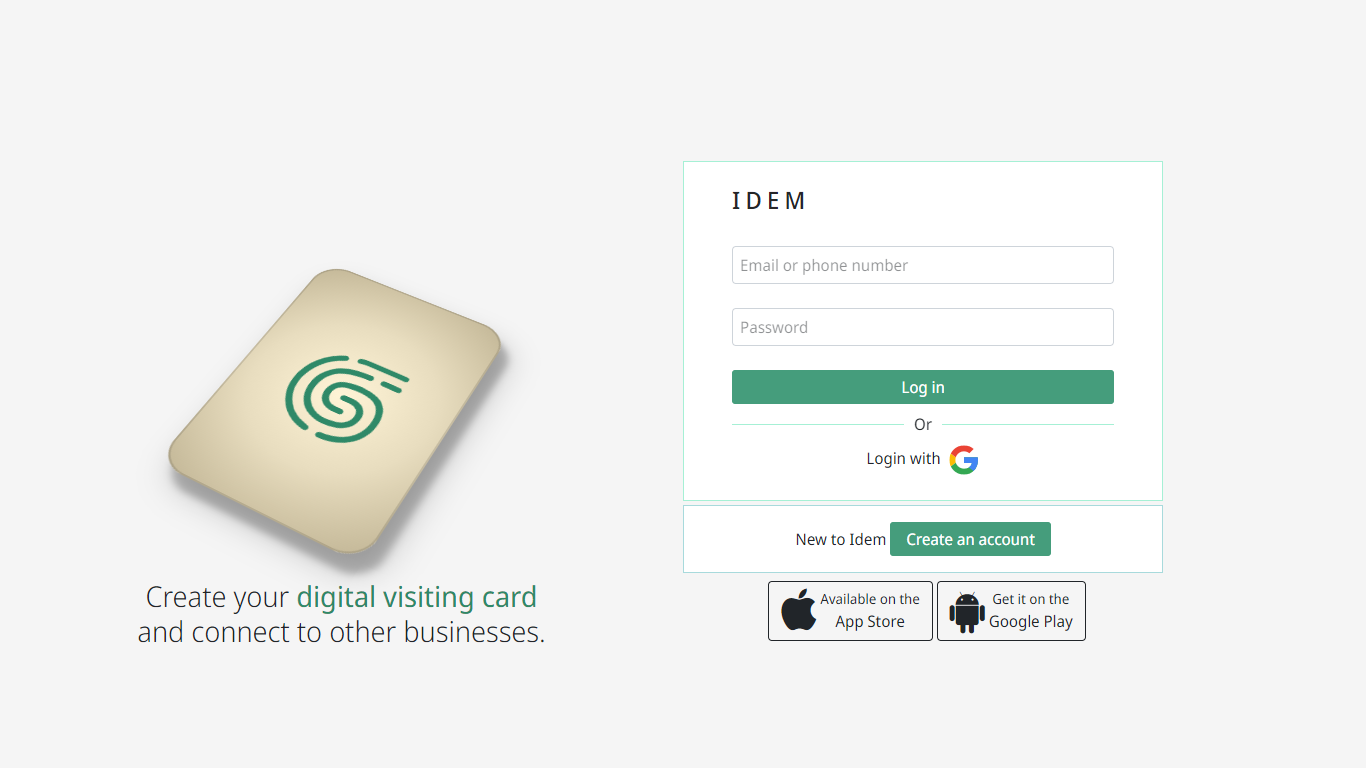 IDEM
Email or phone number
Password
Log in
Or
Login with
New to Idem Create an account
Available on the
App Store
Get it on the
Google Play
Create your digital visiting card
and connect to other businesses.